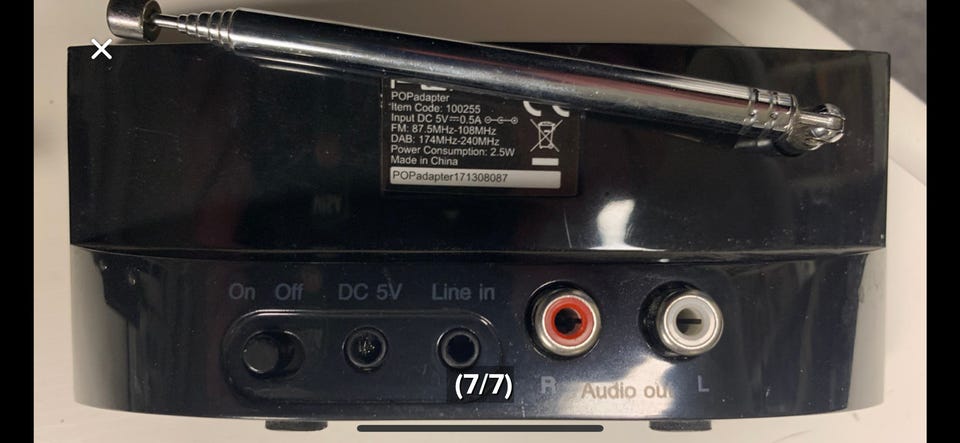 POPadapter
Item Code: 100255
Input DC 5V⎓0.5A
FM: 87.5MHz-108MHz
DAB: 174MHz-240MHz
Power Consumption: 2.5W
Made in China
POPadapter171308087
CE
On Off DC 5V Line in
(7/7)
R Audio out L